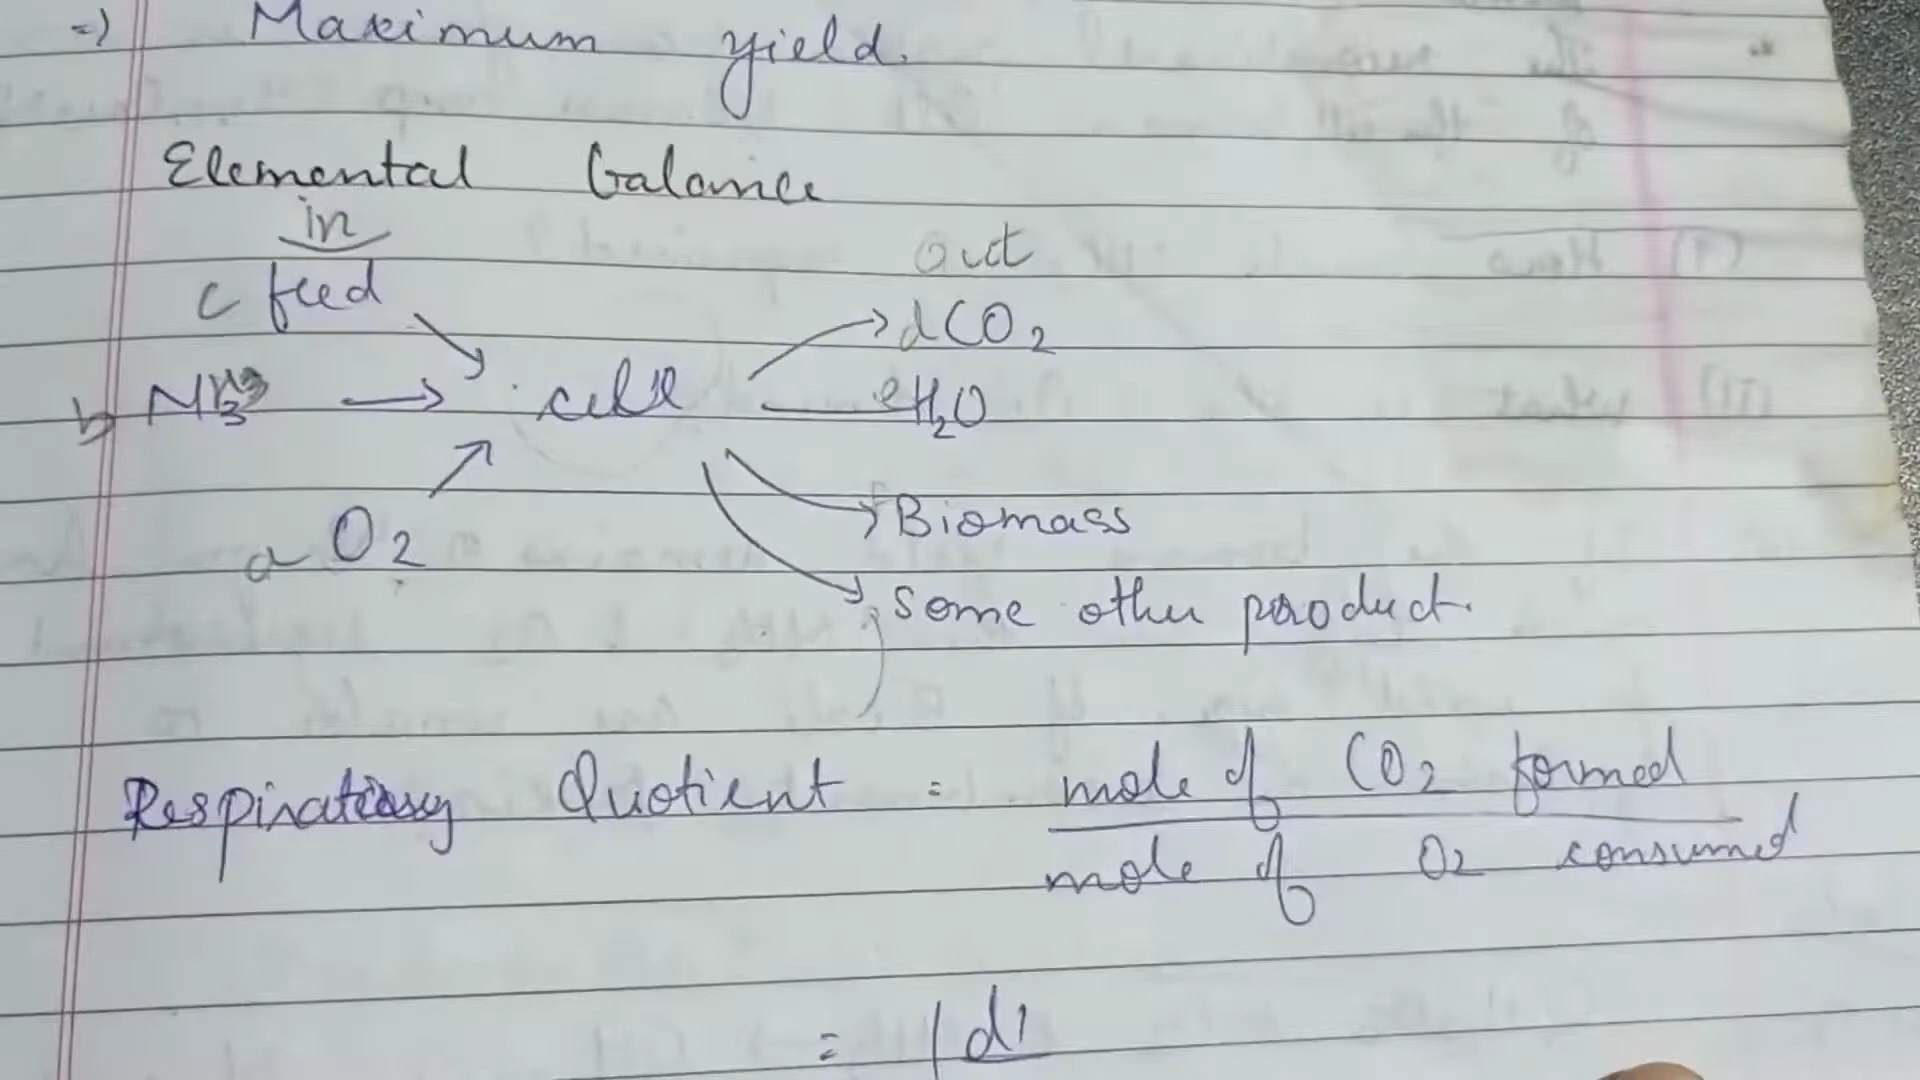 =) Maximum yield.
Elemental balance
in out
c feed dCO2
b NH3 → cell eH2O
a O2 Biomass
some other product.
Respiratory Quotient = mole of CO2 formed
mole of O2 consumed
= |d|